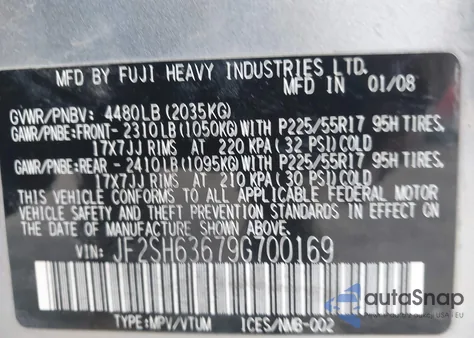 MFD BY FUJI HEAVY INDUSTRIES LTD.
MFD IN 01/08
GVWR/PNBV: 4480LB(2035KG)
GAWR/PNBE:FRONT- 2310LB(1050KG)WITH P225/55R17 95H TIRES,
17X7JJ RIMS AT 220 KPA(32 PSI)COLD
GAWR/PNBE:REAR - 2410LB(1095KG)WITH P225/55R17 95H TIRES,
17X7JJ RIMS AT 210 KPA(30 PSI)COLD
THIS VEHICLE CONFORMS TO ALL APPLICABLE FEDERAL MOTOR
VEHICLE SAFETY AND THEFT PREVENTION STANDARDS IN EFFECT ON
THE DATE OF MANUFACTURE SHOWN ABOVE.
VIN: JF2SH63679G700169
TYPE:MPV/VTUM ICES/NMB-002
autoSnap
POWERED BY AUTOBIDMASTER